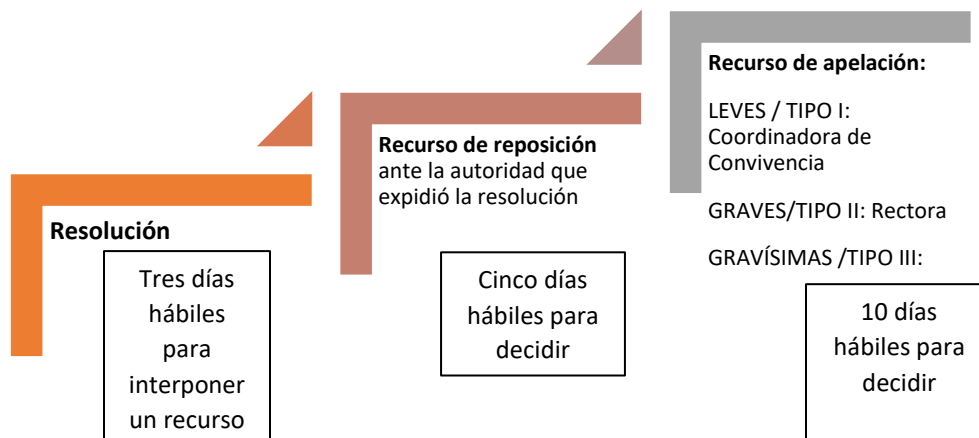 Resolución
Tres días
hábiles
para
interponer
un recurso
Recurso de reposición
ante la autoridad que
expidió la resolución
Cinco días
hábiles para
decidir
Recurso de apelación:
LEVES / TIPO I:
Coordinadora de
Convivencia
GRAVES/TIPO II: Rectora
GRAVÍSIMAS /TIPO III:
10 días
hábiles para
decidir